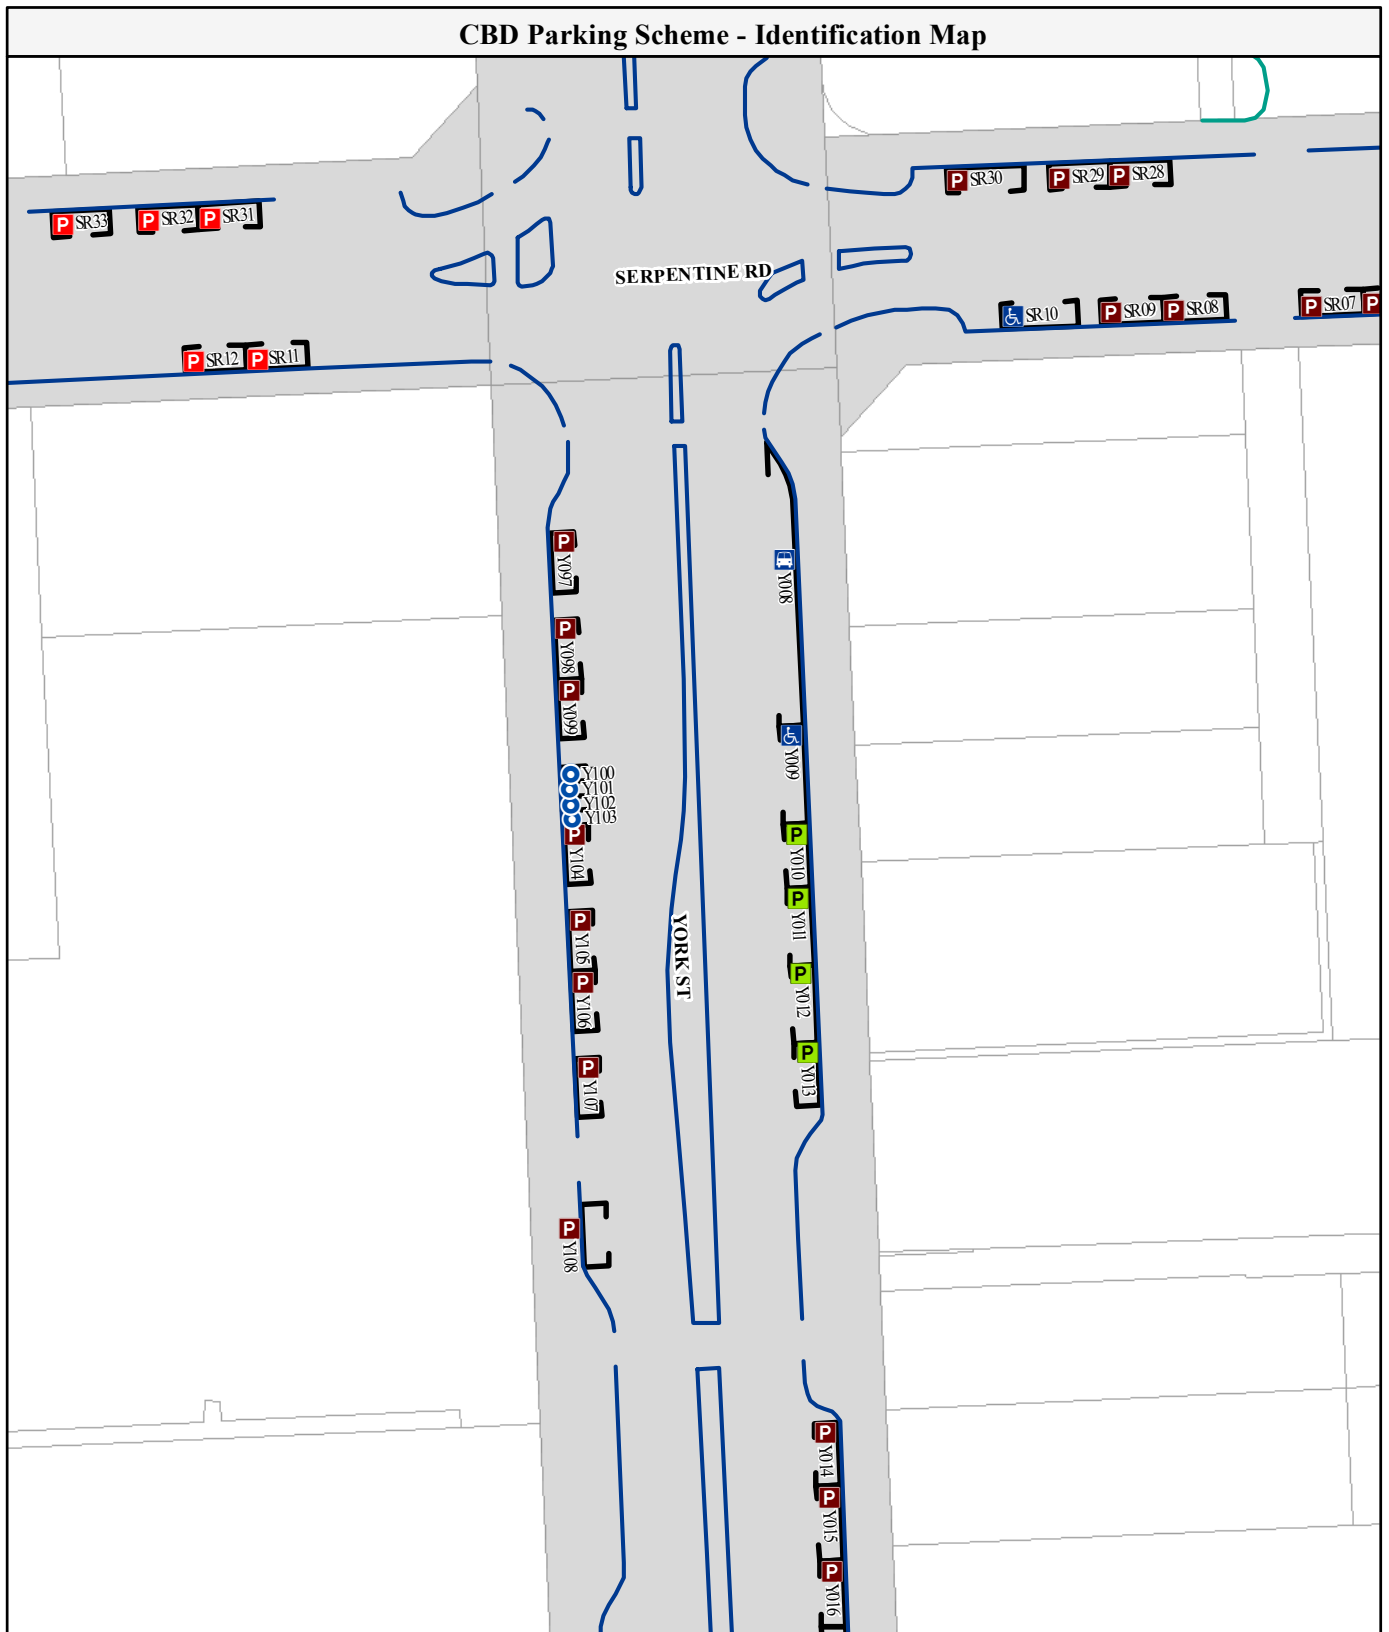 CBD Parking Scheme - Identification Map
P SR30
P SR29
P SR28
P SR33
P SR32
P SR31
SERPENTINE RD
SR10
P SR09
P SR08
P SR07
P
P SR12
P SR11
P Y097
Y008
P Y098
P Y099
Y009
Y100
Y101
Y102
Y103
P Y104
P Y010
P Y011
P Y105
YORK ST
P Y106
P Y012
P Y107
P Y013
P Y108
P Y014
P Y015
P Y016